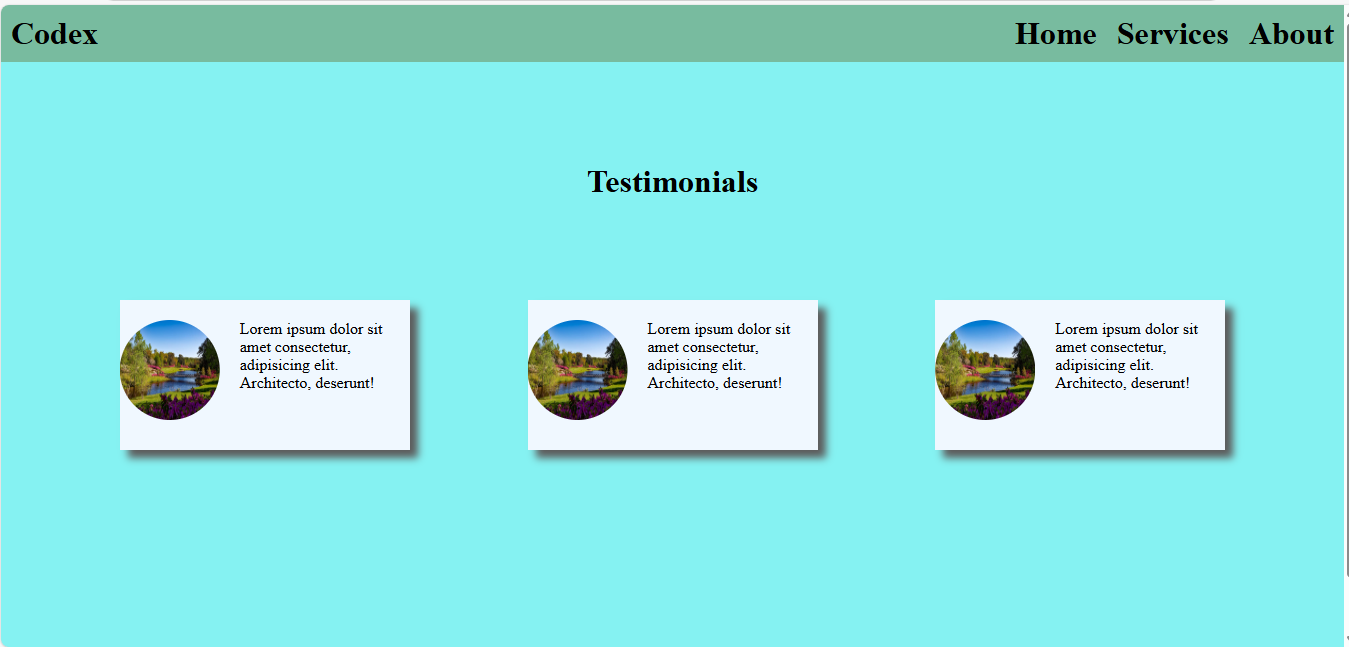 Codex
Home Services About
Testimonials
Lorem ipsum dolor sit
amet consectetur,
adipisicing elit.
Architecto, deserunt!
Lorem ipsum dolor sit
amet consectetur,
adipisicing elit.
Architecto, deserunt!
Lorem ipsum dolor sit
amet consectetur,
adipisicing elit.
Architecto, deserunt!